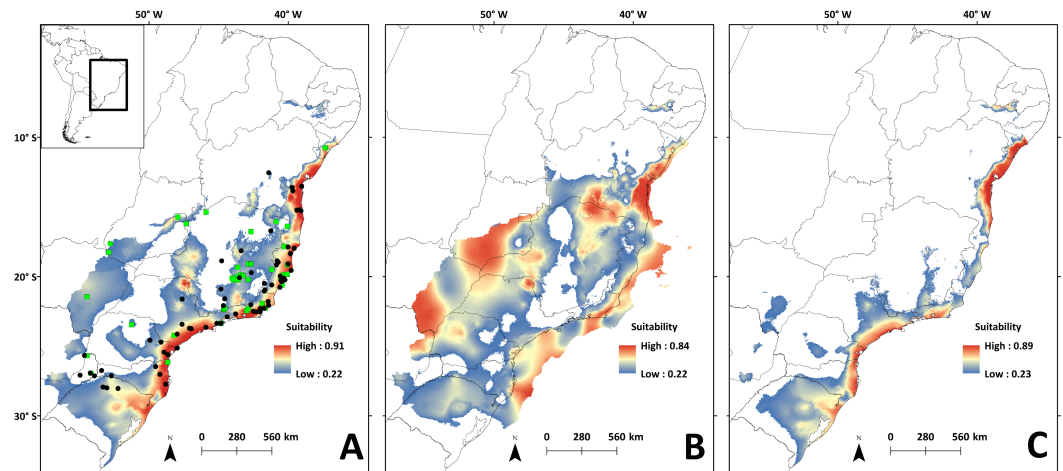 50°W 40°W 40°W 40°W
10°S
20°S
30°S
Suitability
High : 0.91
Low : 0.22
N
0 280 560 km
A
Suitability
High : 0.84
Low : 0.22
N
0 280 560 km
B
Suitability
High : 0.89
Low : 0.23
N
0 280 560 km
C